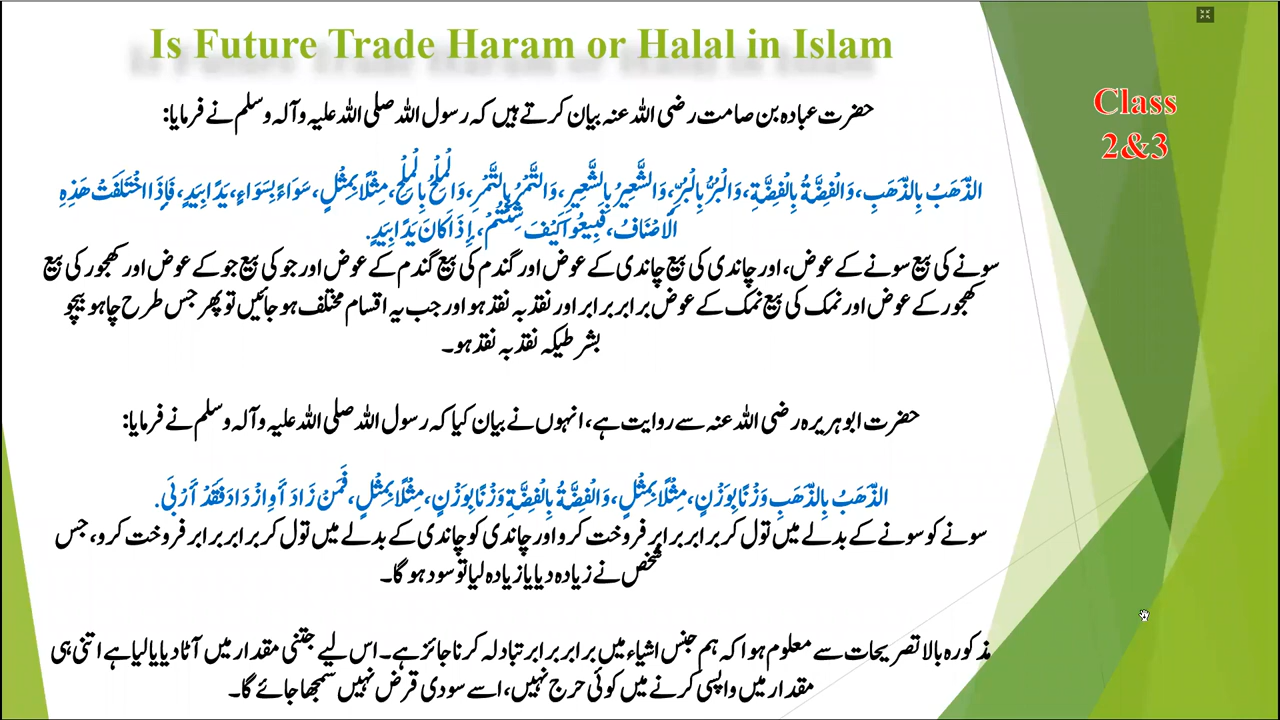 Is Future Trade Haram or Halal in Islam
Class
2&3
حضرت عبادہ بن صامت رضی اللہ عنہ بیان کرتے ہیں کہ رسول اللہ صلی اللہ علیہ وآلہ وسلم نے فرمایا:
الذَّهَبُ بِالذَّهَبِ، وَالْفِضَّةُ بِالْفِضَّةِ، وَالْبُرُّ بِالْبُرِّ، وَالشَّعِيرُ بِالشَّعِيرِ، وَالتَّمْرُ بِالتَّمْرِ، وَالْمِلْحُ بِالْمِلْحِ، مِثْلًا بِمِثْلٍ، سَوَاءً بِسَوَاءٍ، يَدًا بِيَدٍ، فَإِذَا اخْتَلَفَتْ هَذِهِ
الْأَصْنَافُ، فَبِيعُوا كَيْفَ شِئْتُمْ، إِذَا كَانَ يَدًا بِيَدٍ.
سونے کی بیع سونے کے عوض، اور چاندی کی بیع چاندی کے عوض اور گندم کی بیع گندم کے عوض اور جو کی بیع جو کے عوض اور کھجور کی بیع
کھجور کے عوض اور نمک کی بیع نمک کے عوض برابر برابر اور نقد بہ نقد ہو اور جب یہ اقسام مختلف ہو جائیں تو پھر جس طرح چاہو بیچو
بشرطیکہ نقد بہ نقد ہو۔
حضرت ابو ہریرہ رضی اللہ عنہ سے روایت ہے، انہوں نے بیان کیا کہ رسول اللہ صلی اللہ علیہ وآلہ وسلم نے فرمایا:
الذَّهَبُ بِالذَّهَبِ وَزْنًا بِوَزْنٍ، مِثْلًا بِمِثْلٍ، وَالْفِضَّةُ بِالْفِضَّةِ وَزْنًا بِوَزْنٍ، مِثْلًا بِمِثْلٍ، فَمَنْ زَادَ أَوِ ازْدَادَ فَقَدْ أَرْبَى.
سونے کو سونے کے بدلے میں تول کر برابر برابر فروخت کرو اور چاندی کو چاندی کے بدلے میں تول کر برابر برابر فروخت کرو، جس
شخص نے زیادہ دیا یا زیادہ لیا تو سود ہو گا۔
مذکورہ بالا تصریحات سے معلوم ہوا کہ ہم جنس اشیاء میں برابر برابر تبادلہ کرنا جائز ہے۔ اس لیے جتنی مقدار میں آٹا دیا یا لیا ہے اتنی ہی
مقدار میں واپسی کرنے میں کوئی حرج نہیں، اسے سودی قرض نہیں سمجھا جائے گا۔